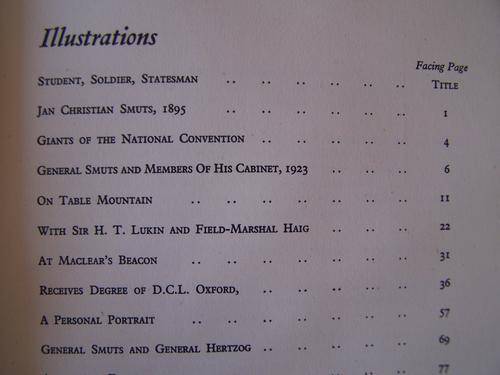 Illustrations
Facing Page
Student, Soldier, Statesman .. .. .. .. .. .. Title
Jan Christian Smuts, 1895 .. .. .. .. .. 1
Giants of the National Convention .. .. .. .. .. 4
General Smuts and Members Of His Cabinet, 1923 .. .. .. 6
On Table Mountain .. .. .. .. .. .. .. 11
With Sir H. T. Lukin and Field-Marshal Haig .. .. .. 22
At Maclear's Beacon .. .. .. .. .. .. .. 31
Receives Degree of D.C.L. Oxford, .. .. .. .. .. 36
A Personal Portrait .. .. .. .. .. .. .. 57
General Smuts and General Hertzog .. .. .. .. .. 69
77